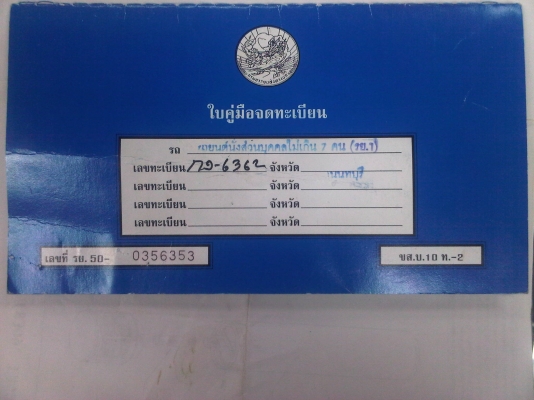 ใบคู่มือจดทะเบียน
รถ รถยนต์นั่งส่วนบุคคลไม่เกิน 7 คน (รย.1)
เลขทะเบียน กง-6362 จังหวัด นนทบุรี
เลขทะเบียน จังหวัด
เลขทะเบียน จังหวัด
เลขทะเบียน จังหวัด
เลขที่ รย. 50- 0356353
ขส.บ.10 ท.-2